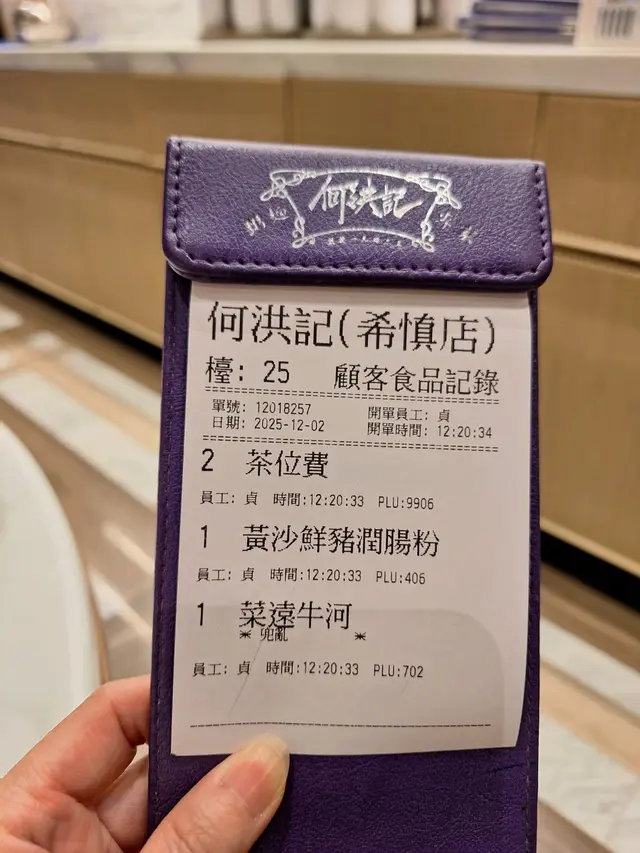 何洪記
何洪記(希慎店)
檯: 25 顧客食品記錄
單號: 12018257 開單員工: 貞
日期: 2025-12-02 開單時間: 12:20:34
2 茶位費
員工: 貞 時間:12:20:33 PLU:9906
1 黃沙鮮豬潤腸粉
員工: 貞 時間:12:20:33 PLU:406
1 菜遠牛河
* 兜亂 *
員工: 貞 時間:12:20:33 PLU:702